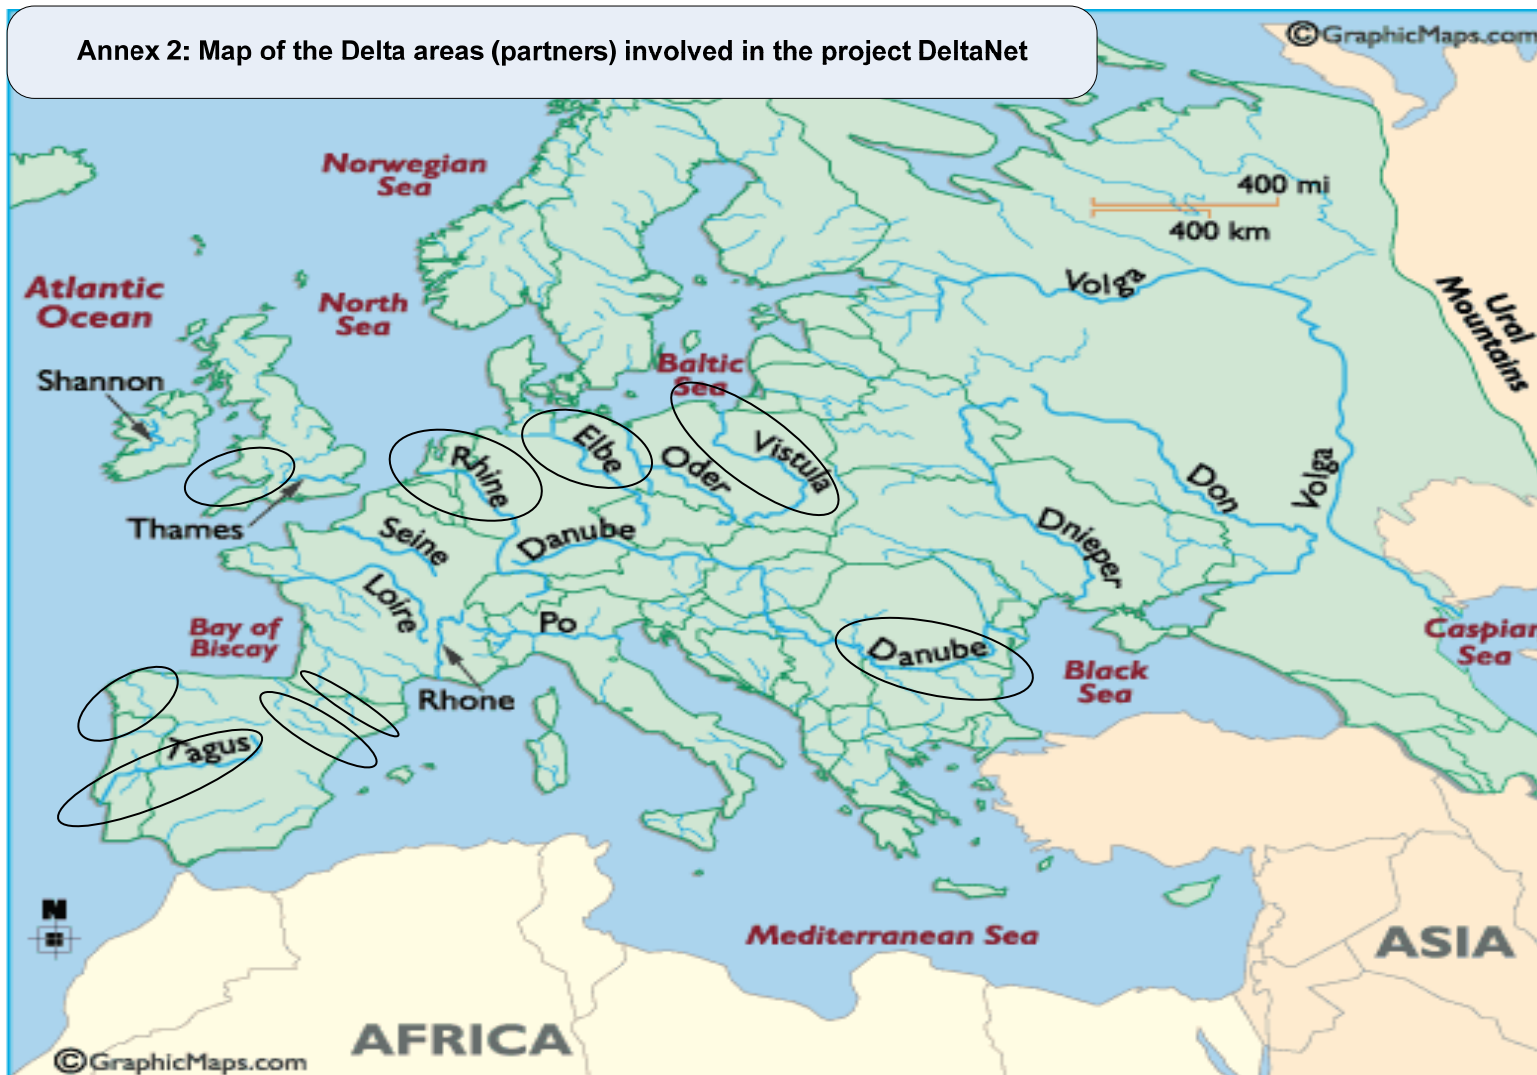 Annex 2: Map of the Delta areas (partners) involved in the project DeltaNet
©GraphicMaps.com
Norwegian
Sea
400 mi
400 km
Atlantic
Ocean
North
Sea
Volga
Ural
Mountains
Shannon
Baltic
Sea
Rhine
Elbe
Oder
Vistula
Don
Volga
Thames
Seine
Danube
Dnieper
Loire
Bay of
Biscay
Po
Danube
Caspian
Sea
Black
Sea
Rhone
Tagus
N
Mediterranean Sea
ASIA
AFRICA
©GraphicMaps.com